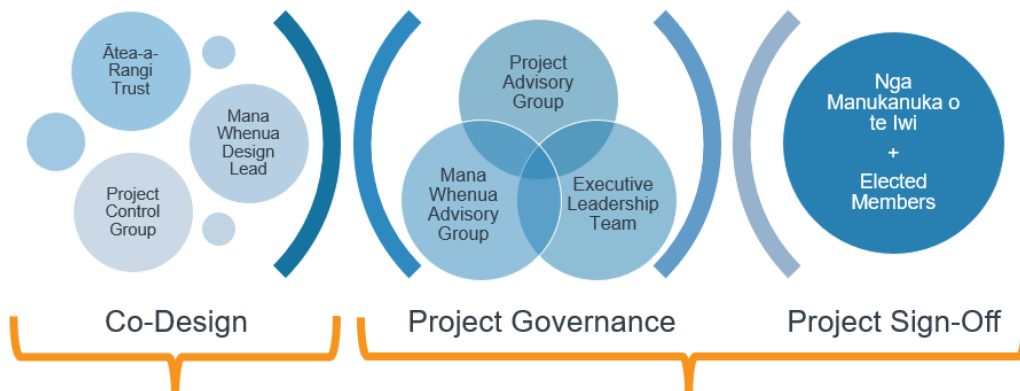 Ātea-a-
Rangi
Trust
Mana
Whenua
Design
Lead
Project
Control
Group
Co-Design
Project
Advisory
Group
Mana
Whenua
Advisory
Group
Executive
Leadership
Team
Project Governance
Nga
Manukanuka o
te Iwi
+
Elected
Members
Project Sign-Off